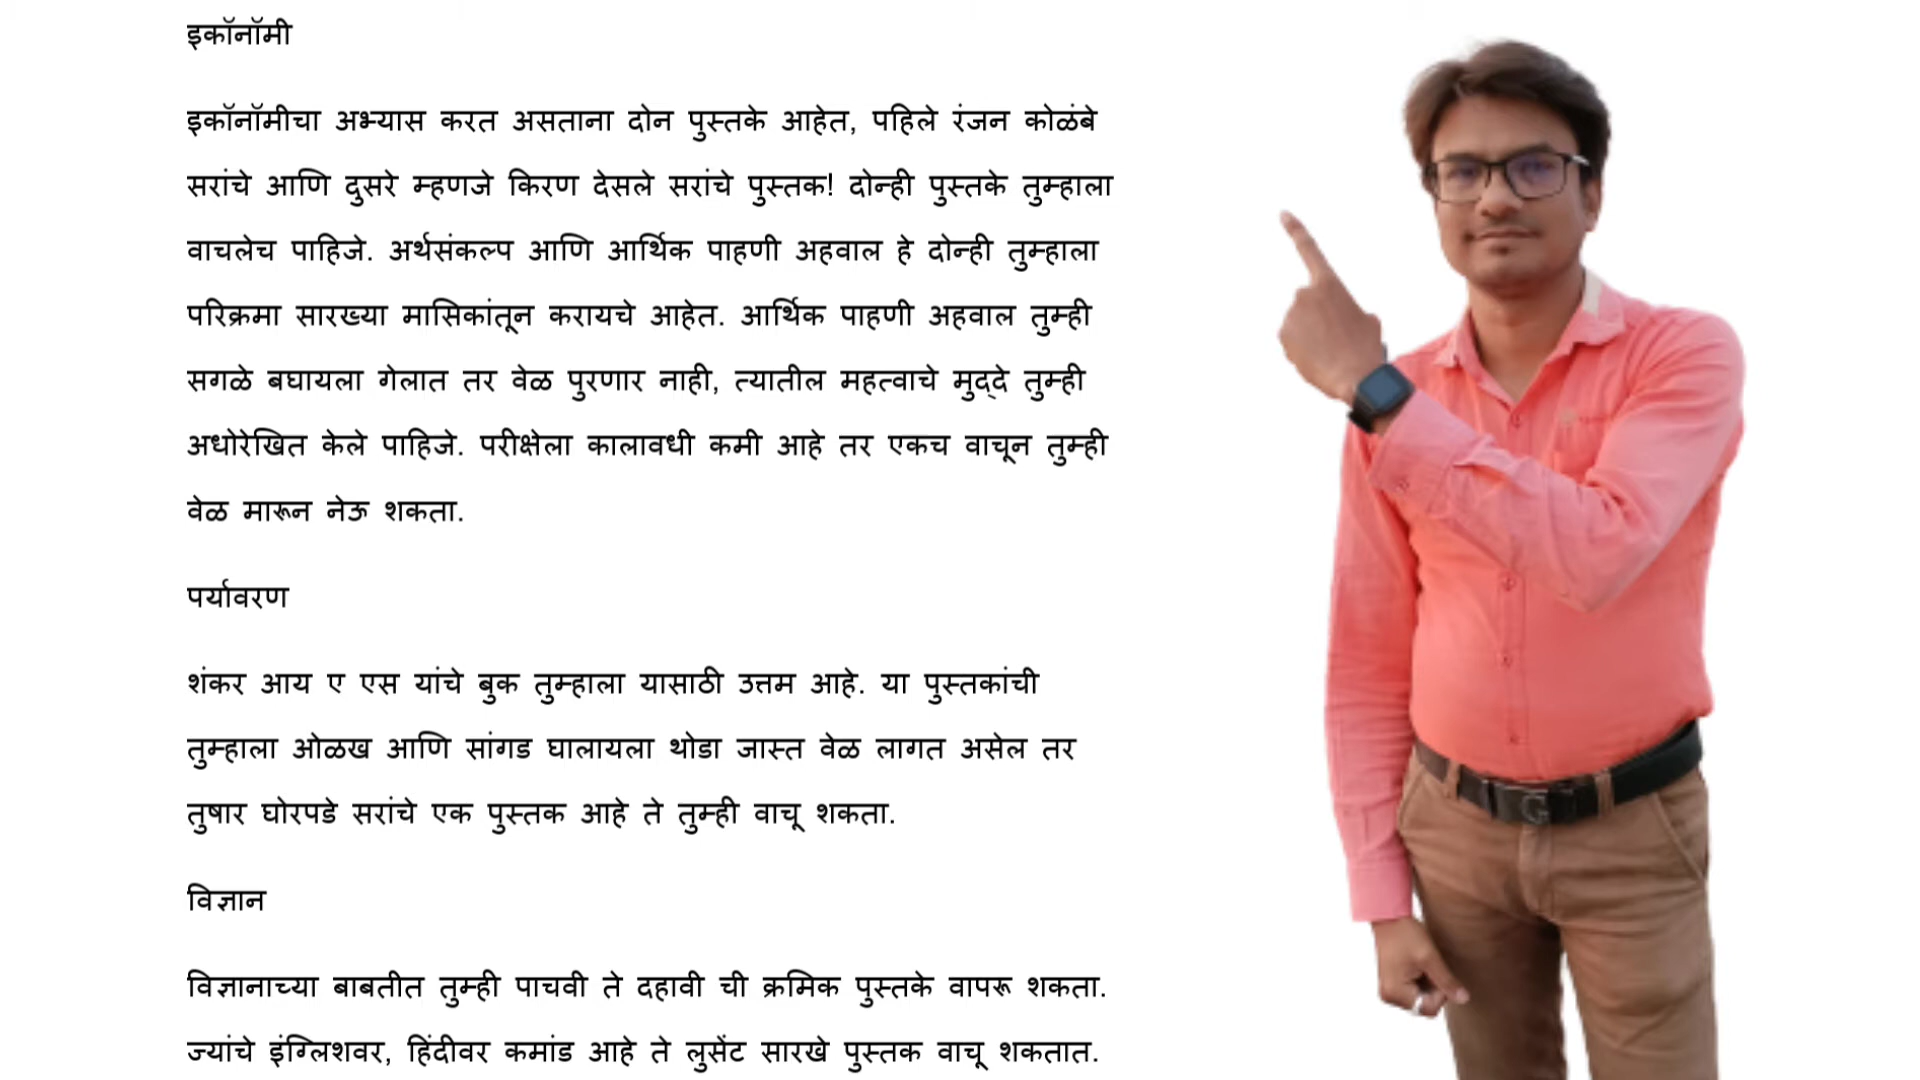 इकॉनॉमी
इकॉनॉमीचा अभ्यास करत असताना दोन पुस्तके आहेत, पहिले रंजन कोळंबे
सरांचे आणि दुसरे म्हणजे किरण देसले सरांचे पुस्तक! दोन्ही पुस्तके तुम्हाला
वाचलेच पाहिजे. अर्थसंकल्प आणि आर्थिक पाहणी अहवाल हे दोन्ही तुम्हाला
परिक्रमा सारख्या मासिकांतून करायचे आहेत. आर्थिक पाहणी अहवाल तुम्ही
सगळे बघायला गेलात तर वेळ पुरणार नाही, त्यातील महत्वाचे मुद्दे तुम्ही
अधोरेखित केले पाहिजे. परीक्षेला कालावधी कमी आहे तर एकच वाचून तुम्ही
वेळ मारून नेऊ शकता.
पर्यावरण
शंकर आय ए एस यांचे बुक तुम्हाला यासाठी उत्तम आहे. या पुस्तकांची
तुम्हाला ओळख आणि सांगड घालायला थोडा जास्त वेळ लागत असेल तर
तुषार घोरपडे सरांचे एक पुस्तक आहे ते तुम्ही वाचू शकता.
विज्ञान
विज्ञानाच्या बाबतीत तुम्ही पाचवी ते दहावी ची क्रमिक पुस्तके वापरू शकता.
ज्यांचे इंग्लिशवर, हिंदीवर कमांड आहे ते लुसेंट सारखे पुस्तक वाचू शकतात.